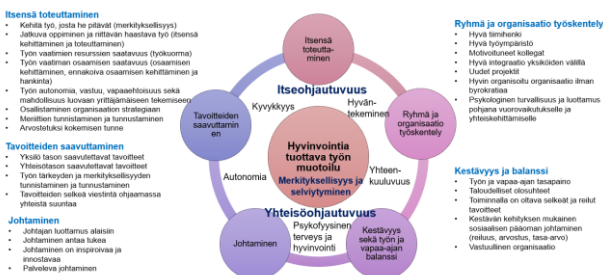 Itsensä toteuttaminen
Kehitä työ, josta he pitävät (merkityksellisyys)
Jatkuva oppiminen ja riittävän haastava työ (itsensä
kehittäminen ja toteuttaminen)
Työn vaatimien resurssien saatavuus (työkuorma)
Työn vaatiman osaamisen saatavuus (osaamisen
kehittäminen, ennakoiva osaamisen kehittäminen ja
hankinta)
Työn autonomia, vastuu, vapaaehtoisuus sekä
mahdollisuus luovaan yrittäjämäiseen tekemiseen
Osallistaminen organisaation strategiaan
Meriittien tunnistaminen ja tunnustaminen
Arvostetuksi kokemisen tunne
Tavoitteiden saavuttaminen
Yksilö tason saavutettavat tavoitteet
Yhteisötason saavutettavat tavoitteet
Työn tärkeyden ja merkityksellisyyden
tunnistaminen ja tunnustaminen
Tavoitteiden selkeä viestintä ohjaamassa
yhteistä suuntaa
Johtaminen
Johtajan luottamus alaisiin
Johtaminen antaa tukea
Johtaminen on inspiroivaa ja
innostavaa
Palveleva johtaminen
Itsensä
toteutta-
minen
Itseohjautuvuus
Kyvykkyys
Hyvän-
tekeminen
Tavoitteiden
saavuttamin
en
Ryhmä ja
organisaatio
työskentely
Hyvinvointia
tuottava työn
muotoilu
Merkityksellisyys ja
selviytyminen
Autonomia
Yhteen-
kuuluvuus
Yhteisöohjautuvuus
Psykofyysinen
terveys ja
hyvinvointi
Johtaminen
Kestävyys
sekä työn ja
vapaa-ajan
balanssi
Ryhmä ja organisaatio työskentely
Hyvä tiimihenki
Hyvä työympäristö
Motivoituneet kollegat
Hyvä integraatio yksiköiden välillä
Uudet projektit
Hyvin organisoitu organisaatio ilman
byrokratiaa
Psykologinen turvallisuus ja luottamus
pohjana vuorovaikutukselle ja
yhteiskehittämiselle
Kestävyys ja balanssi
Työn ja vapaa-ajan tasapaino
Taloudelliset olosuhteet
Toiminnalla on oltava selkeät ja reilut
tavoitteet
Kestävän kehityksen mukainen
sosiaalisen pääoman johtaminen
(reiluus, arvostus, tasa-arvo)
Vastuullinen organisaatio